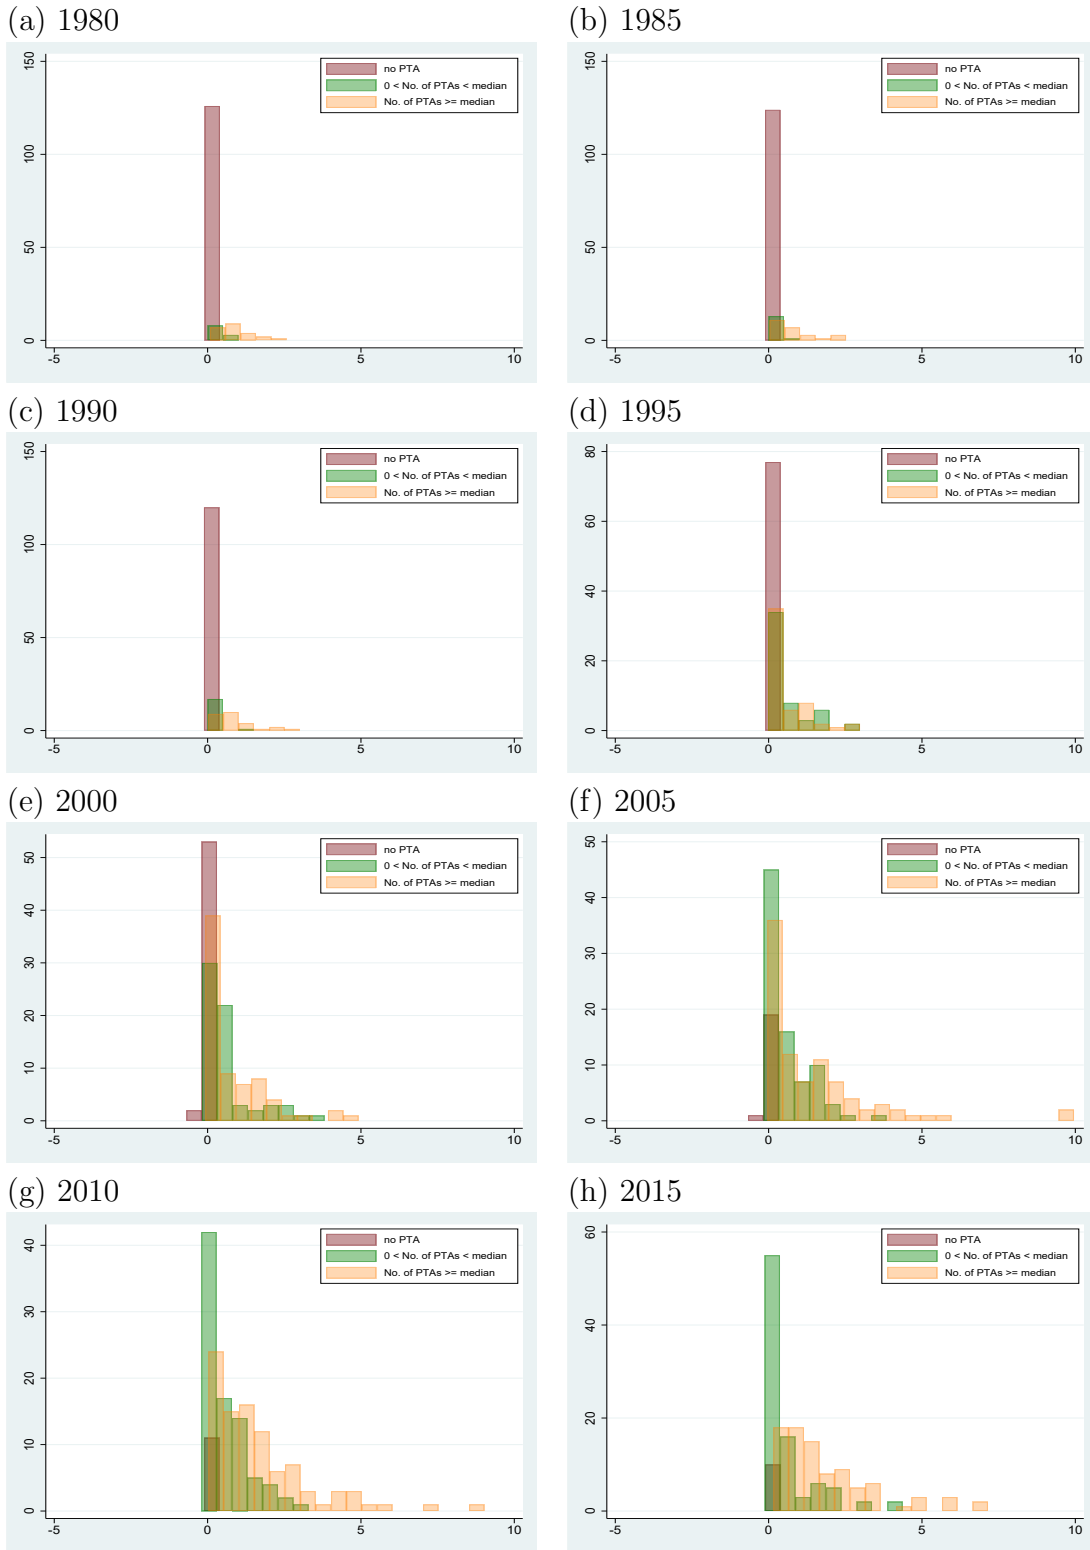 (a) 1980
150
100
50
0
-5 0 5 10
no PTA
0 < No. of PTAs < median
No. of PTAs >= median
(b) 1985
150
100
50
0
-5 0 5 10
no PTA
0 < No. of PTAs < median
No. of PTAs >= median
(c) 1990
150
100
50
0
-5 0 5 10
no PTA
0 < No. of PTAs < median
No. of PTAs >= median
(d) 1995
80
60
40
20
0
-5 0 5 10
no PTA
0 < No. of PTAs < median
No. of PTAs >= median
(e) 2000
50
40
30
20
10
0
-5 0 5 10
no PTA
0 < No. of PTAs < median
No. of PTAs >= median
(f) 2005
50
40
30
20
10
0
-5 0 5 10
no PTA
0 < No. of PTAs < median
No. of PTAs >= median
(g) 2010
40
30
20
10
0
-5 0 5 10
no PTA
0 < No. of PTAs < median
No. of PTAs >= median
(h) 2015
60
40
20
0
-5 0 5 10
no PTA
0 < No. of PTAs < median
No. of PTAs >= median